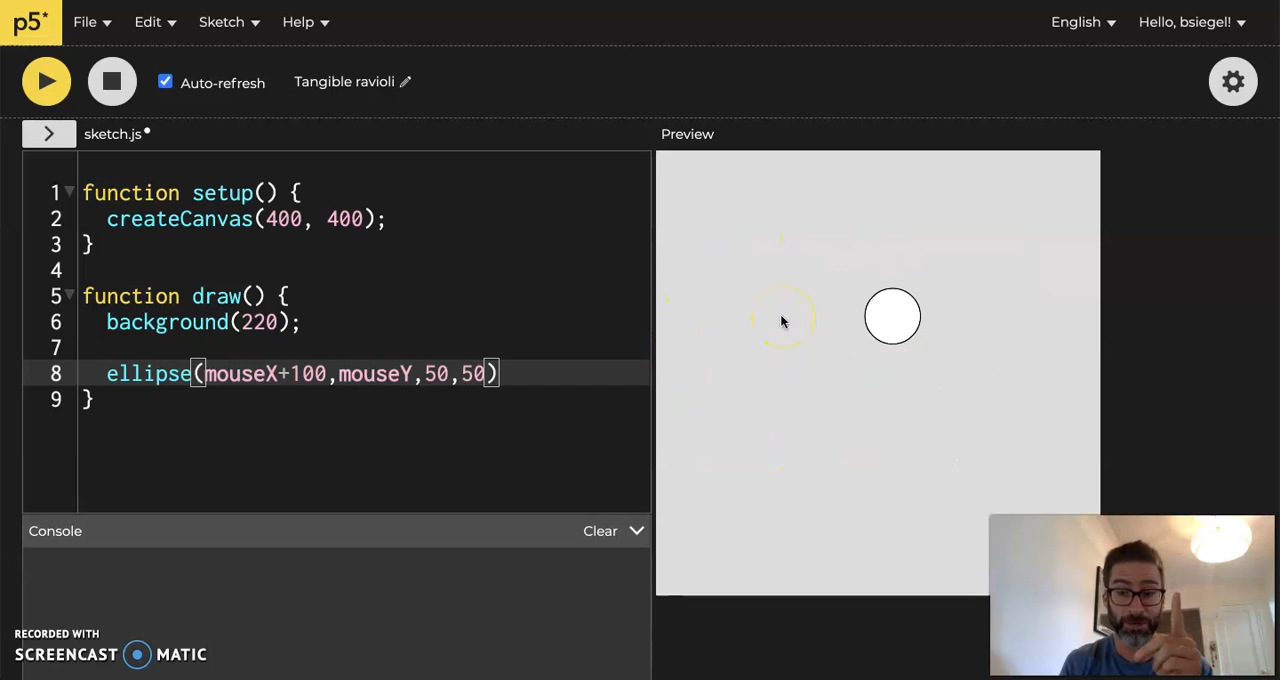 p5* File Edit Sketch Help English Hello, bsiegel!
Auto-refresh Tangible ravioli
sketch.js Preview
1 function setup() {
2 createCanvas(400, 400);
3 }
4
5 function draw() {
6 background(220);
7
8 ellipse(mouseX+100,mouseY,50,50)
9 }
Console Clear
RECORDED WITH
SCREENCAST MATIC